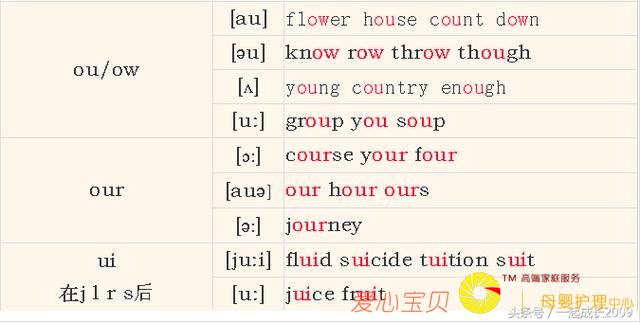 [au] flower house count down
ou/ow
[əu] know row throw though
[ʌ] young country enough
[u:] group you soup
[ɔ:] course your four
our
[auə] our hour ours
[ə:] journey
ui
在j l r s后
[ju:i] fluid suicide tuition suit
[u:] juice fruit
爱心宝贝
TM 高端家庭服务
母婴护理中心
头条号/一起成长2009